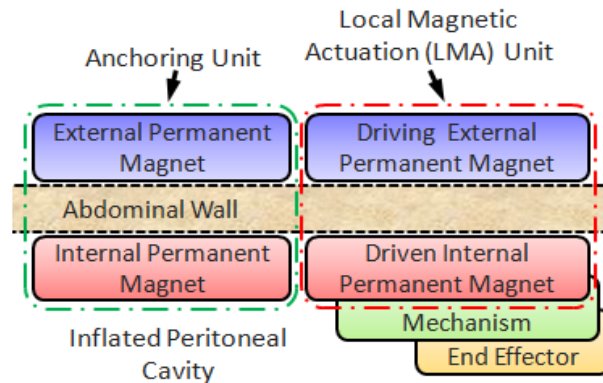 Anchoring Unit
Local Magnetic
Actuation (LMA) Unit
External Permanent
Magnet
Driving External
Permanent Magnet
Abdominal Wall
Internal Permanent
Magnet
Driven Internal
Permanent Magnet
Mechanism
End Effector
Inflated Peritoneal
Cavity